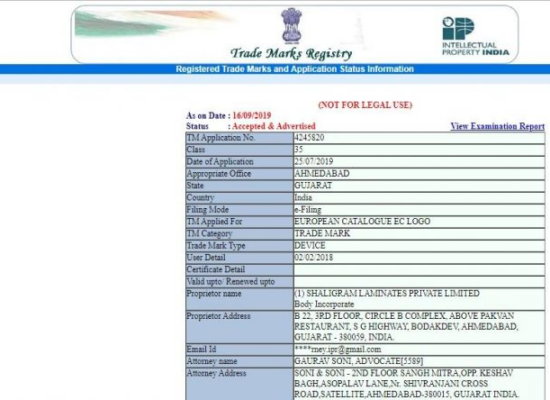 Trade Marks Registry
INTELLECTUAL
PROPERTY INDIA
Registered Trade Marks and Application Status Information
(NOT FOR LEGAL USE)
As on Date : 16/09/2019
Status : Accepted & Advertised View Examination Report
TM Application No. 4245820
Class 35
Date of Application 25/07/2019
Appropriate Office AHMEDABAD
State GUJARAT
Country India
Filing Mode e-Filing
TM Applied For EUROPEAN CATALOGUE EC LOGO
TM Category TRADE MARK
Trade Mark Type DEVICE
User Detail 02/02/2018
Certificate Detail
Valid upto/ Renewed upto
Proprietor name (1) SHALIGRAM LAMINATES PRIVATE LIMITED
Body Incorporate
Proprietor Address B 22, 3RD FLOOR, CIRCLE B COMPLEX, ABOVE PAKVAN
RESTAURANT, S G HIGHWAY, BODAKDEV, AHMEDABAD,
GUJARAT - 380059, INDIA.
Email Id ****rney.ipr@gmail.com
Attorney name GAURAV SONI, ADVOCATE[5589]
Attorney Address SONI & SONI - 2ND FLOOR SANGH MITRA,OPP. KESHAV
BAGH,ASOPALAV LANE,Nr. SHIVRANJANI CROSS
ROAD,SATELLITE,AHMEDABAD-380015, GUJARAT INDIA.